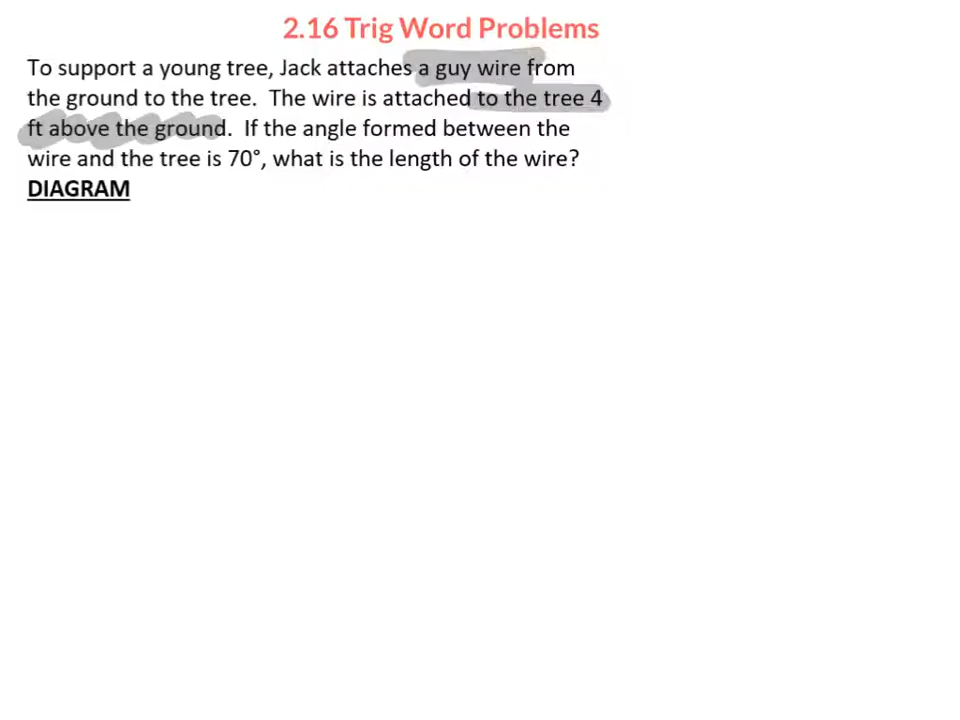 2.16 Trig Word Problems
To support a young tree, Jack attaches a guy wire from
the ground to the tree. The wire is attached to the tree 4
ft above the ground. If the angle formed between the
wire and the tree is 70°, what is the length of the wire?
DIAGRAM